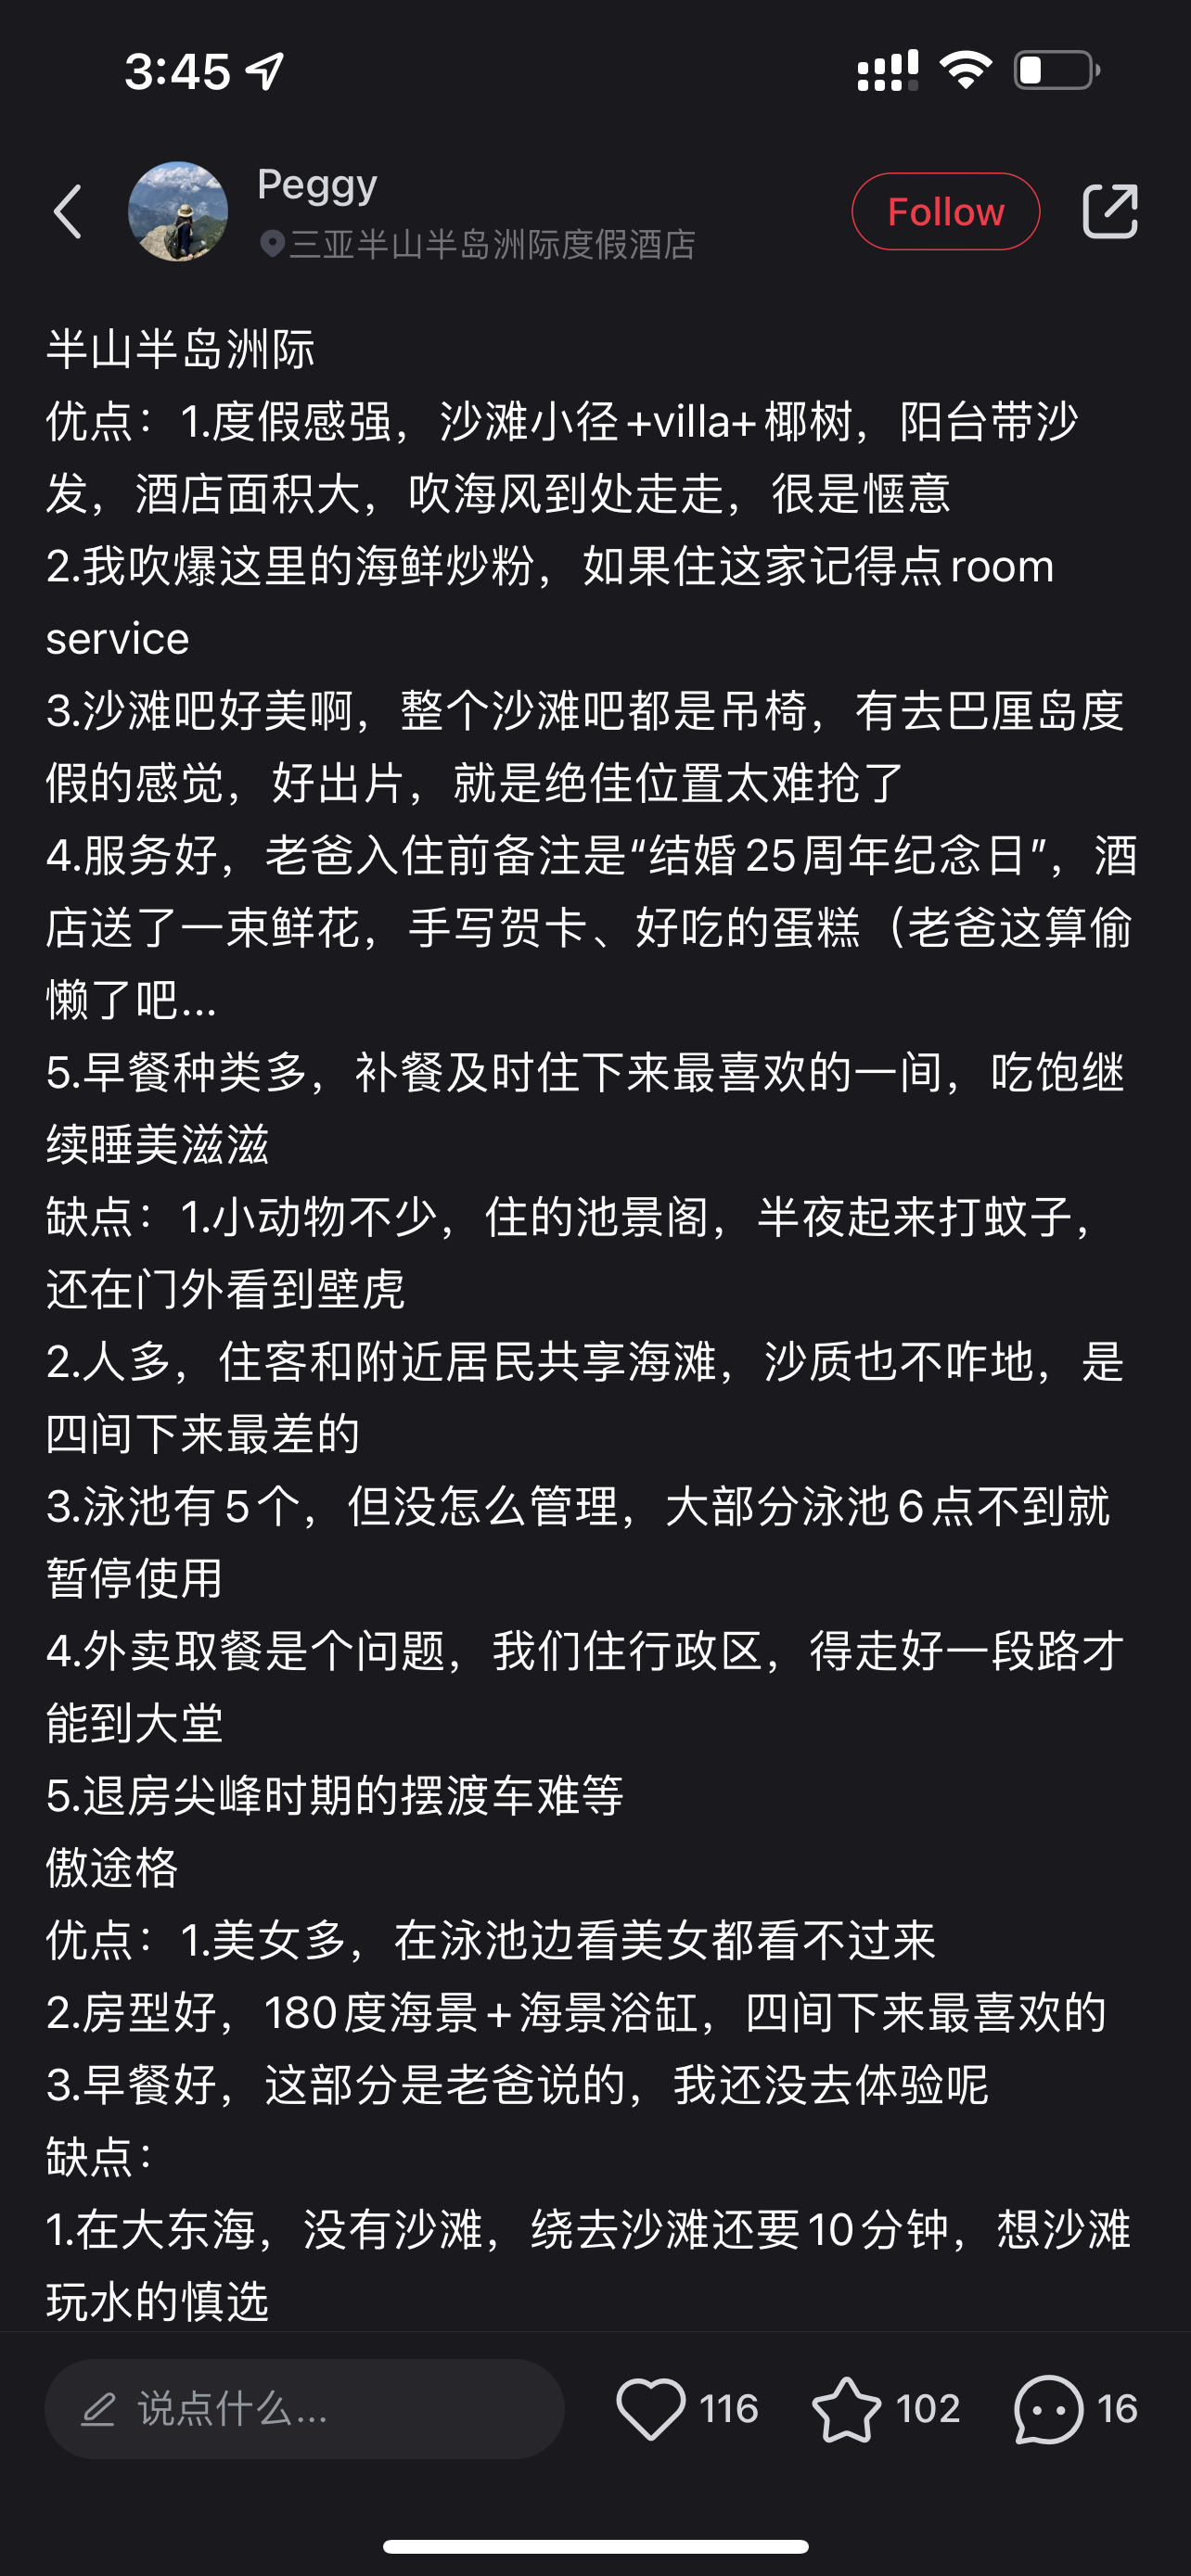 3:45
Peggy
三亚半山半岛洲际度假酒店
Follow
半山半岛洲际
优点：1.度假感强，沙滩小径+villa+椰树，阳台带沙
发，酒店面积大，吹海风到处走走，很是惬意
2.我吹爆这里的海鲜炒粉，如果住这家记得点room
service
3.沙滩吧好美啊，整个沙滩吧都是吊椅，有去巴厘岛度
假的感觉，好出片，就是绝佳位置太难抢了
4.服务好，老爸入住前备注是“结婚25周年纪念日”，酒
店送了一束鲜花，手写贺卡、好吃的蛋糕（老爸这算偷
懒了吧...
5.早餐种类多，补餐及时住下来最喜欢的一间，吃饱继
续睡美滋滋
缺点：1.小动物不少，住的池景阁，半夜起来打蚊子，
还在门外看到壁虎
2.人多，住客和附近居民共享海滩，沙质也不咋地，是
四间下来最差的
3.泳池有5个，但没怎么管理，大部分泳池6点不到就
暂停使用
4.外卖取餐是个问题，我们住行政区，得走好一段路才
能到大堂
5.退房尖峰时期的摆渡车难等
傲途格
优点：1.美女多，在泳池边看美女都看不过来
2.房型好，180度海景+海景浴缸，四间下来最喜欢的
3.早餐好，这部分是老爸说的，我还没去体验呢
缺点：
1.在大东海，没有沙滩，绕去沙滩还要10分钟，想沙滩
玩水的慎选
说点什么...
116
102
16